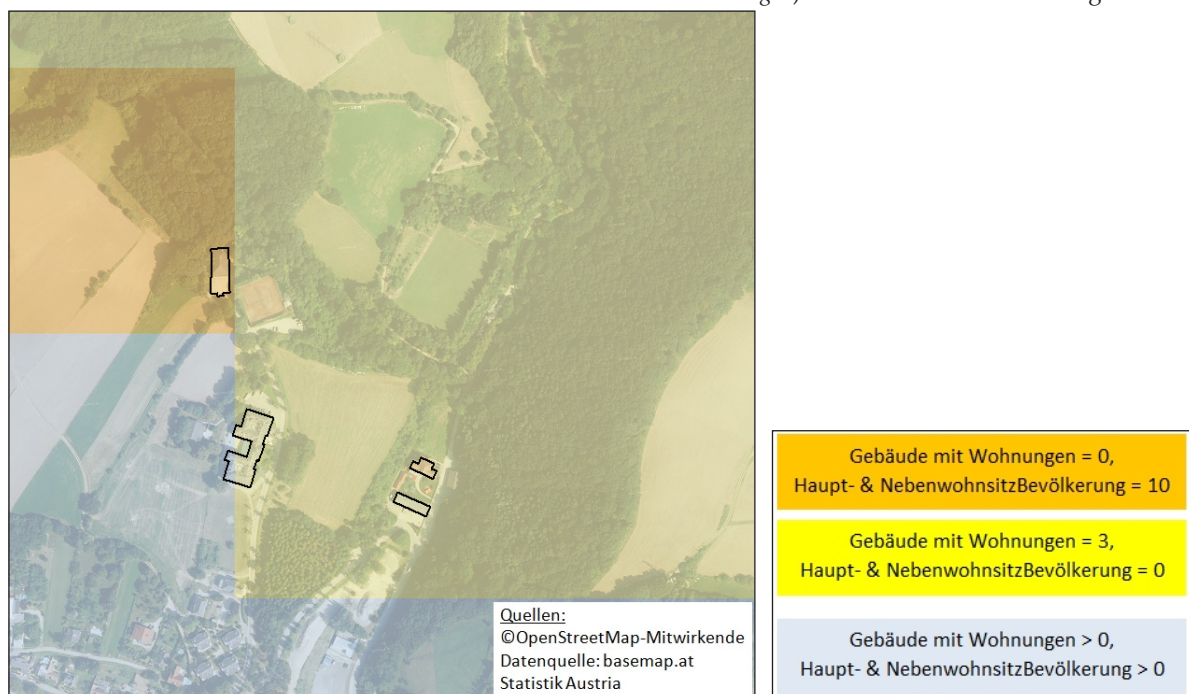 Quellen:
©OpenStreetMap-Mitwirkende
Datenquelle: basemap.at
Statistik Austria
Gebäude mit Wohnungen = 0,
Haupt- & NebenwohnsitzBevölkerung = 10
Gebäude mit Wohnungen = 3,
Haupt- & NebenwohnsitzBevölkerung = 0
Gebäude mit Wohnungen > 0,
Haupt- & NebenwohnsitzBevölkerung > 0